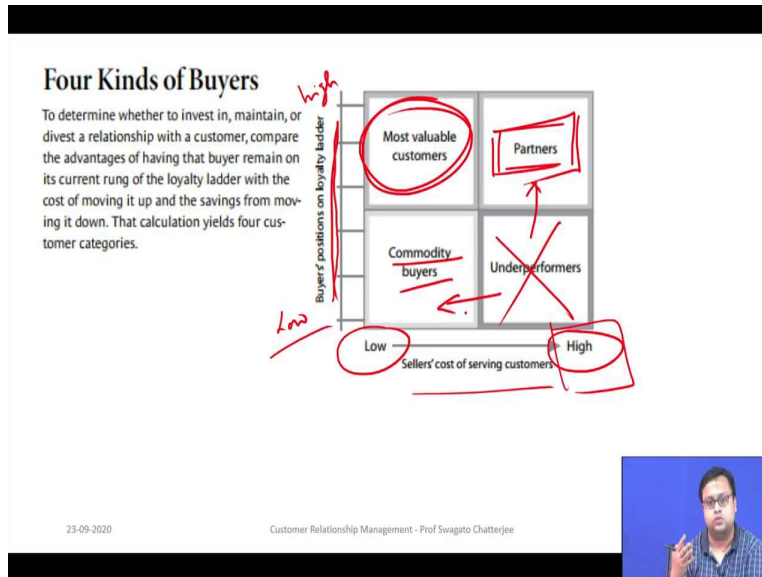 Four Kinds of Buyers
To determine whether to invest in, maintain, or
divest a relationship with a customer, compare
the advantages of having that buyer remain on
its current rung of the loyalty ladder with the
cost of moving it up and the savings from mov-
ing it down. That calculation yields four cus-
tomer categories.
high
Buyers' positions on loyalty ladder
Low
Most valuable
customers
Partners
Commodity
buyers
Underperformers
Low
High
Sellers' cost of serving customers
23-09-2020
Customer Relationship Management - Prof Swagato Chatterjee